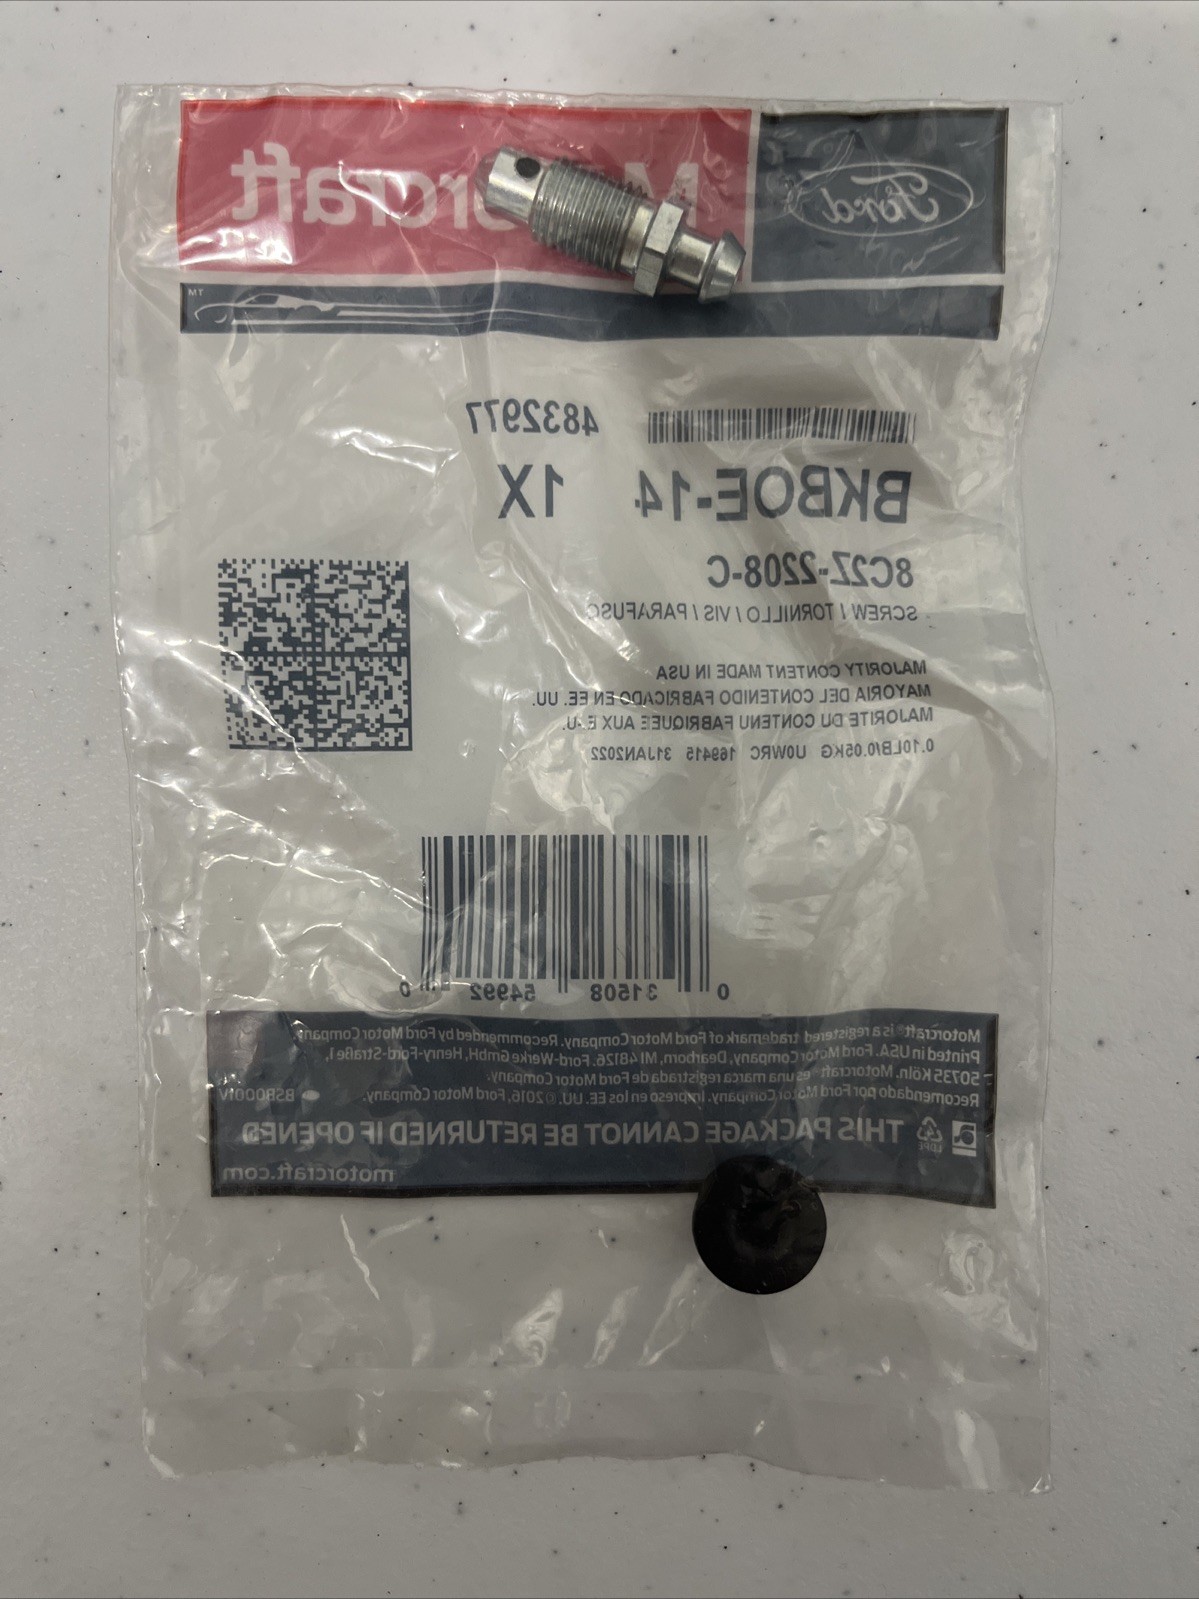 Ford
Motorcraft
TM
4832977
BKBOE-14 1X
8C2Z-2208-C
SCREW / TORNILLO / VIS / PARAFUSO
MAJORITY CONTENT MADE IN USA
MAYORIA DEL CONTENIDO FABRICADO EN EE. UU.
MAJORITE DU CONTENU FABRIQUEE AUX E.-U.
0.10LB/0.05KG U0WRC 169415 31JAN2022
0 31508 54992 0
Motorcraft® is a registered trademark of Ford Motor Company. Recommended by Ford Motor Company.
Printed in USA. Ford Motor Company, Dearborn, MI 48126. Ford-Werke GmbH, Henry-Ford-Straße 1,
50735 Köln. Motorcraft® es una marca registrada de Ford Motor Company.
Recomendado por Ford Motor Company. Impreso en los EE. UU. © 2016, Ford Motor Company.
BSB0001V
LDPE
THIS PACKAGE CANNOT BE RETURNED IF OPENED
motorcraft.com